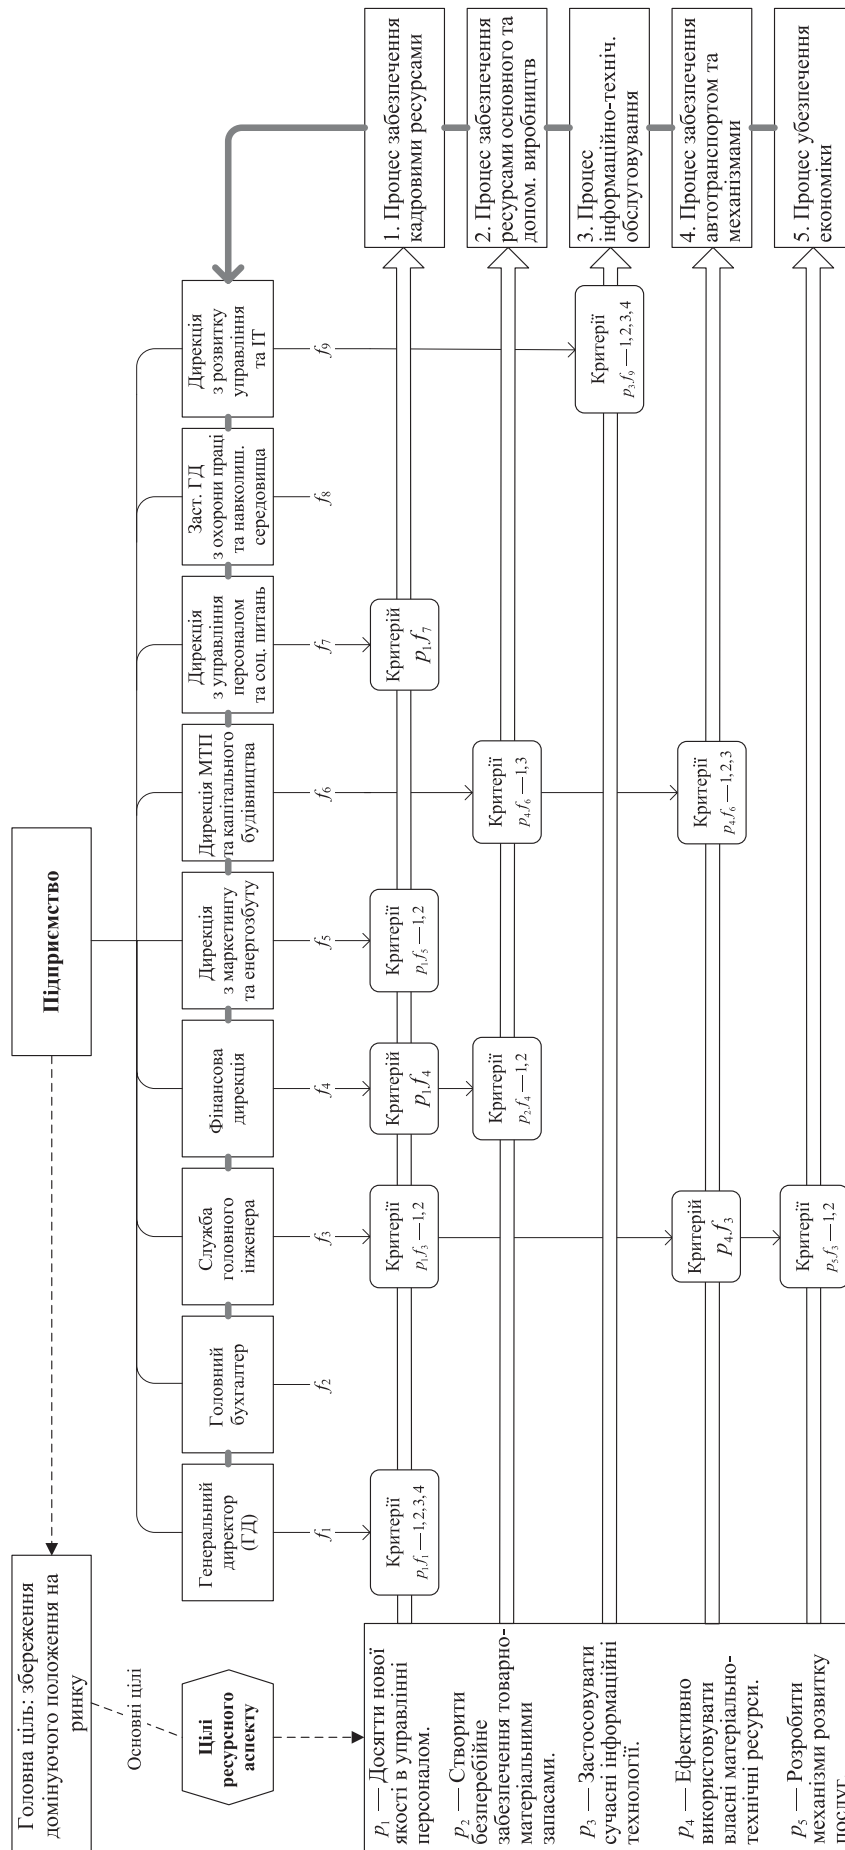 Підприємство
Головна ціль: збереження
домінуючого положення на
ринку
Основні цілі
Цілі
ресурсного
аспекту
Генеральний
директор
(ГД)
Головний
бухгалтер
Служба
головного
інженера
Фінансова
дирекція
Дирекція
з маркетингу
та енергозбуту
Дирекція МТП
та капітального
будівництва
Дирекція
з управління
персоналом
та соц. питань
Заст. ГД
з охорони праці
та навколиш.
середовища
Дирекція
з розвитку
управління
та ІТ
f₁
f₂
f₃
f₄
f₅
f₆
f₇
f₈
f₉
p₁ — Досягти нової
якості в управлінні
персоналом.
Критерії
p₁f₁ — 1, 2, 3, 4
Критерії
p₁f₃ — 1, 2
Критерій
p₁f₄
Критерії
p₁f₅ — 1, 2
Критерій
p₁f₇
1. Процес забезпечення
кадровими ресурсами
p₂ — Створити
безперебійне
забезпечення товарно-
матеріальними
запасами.
Критерії
p₂f₄ — 1, 2
Критерії
p₄f₆ — 1, 3
2. Процес забезпечення
ресурсами основного та
допом. виробництв
p₃ — Застосовувати
сучасні інформаційні
технології.
Критерії
p₃f₉ — 1, 2, 3, 4
3. Процес
інформаційно-техніч.
обслуговування
p₄ — Ефективно
використовувати
власні матеріально-
технічні ресурси.
Критерій
p₄f₃
Критерії
p₄f₆ — 1, 2, 3
4. Процес забезпечення
автотранспортом та
механізмами
p₅ — Розробити
механізми розвитку
послуг
Критерії
p₅f₃ — 1, 2
5. Процес убезпечення
економіки